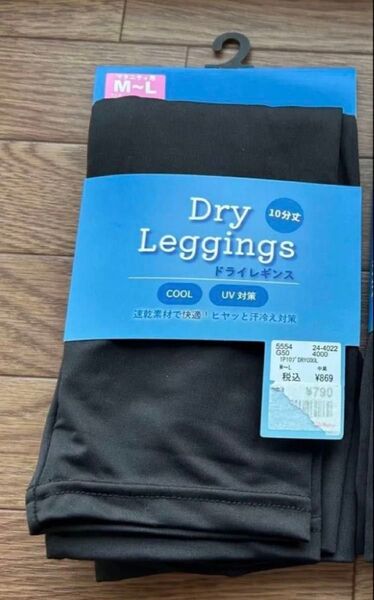 マタニティ用
M~L
Dry
10分丈
Leggings
ドライレギンス
COOL
UV対策
速乾素材で快適!ヒヤッと汗冷え対策
5554 24-4022
G50 4000
M~L 中黒
税込 ¥869
¥790